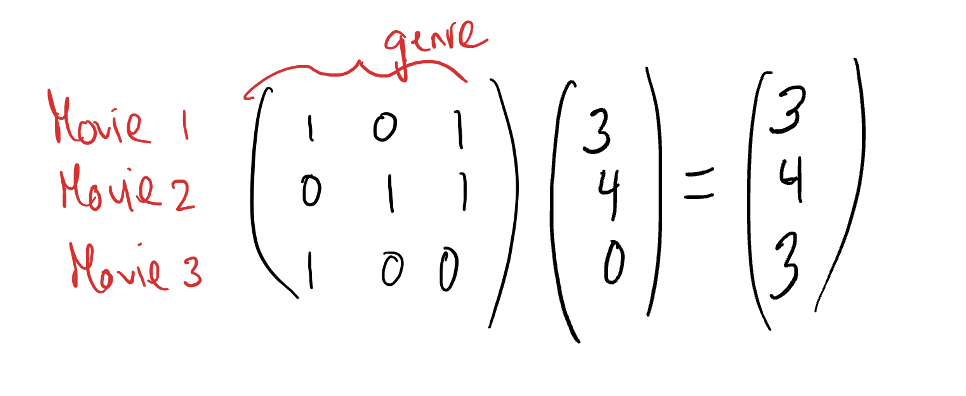 genre
Movie 1 ( 1 0 1 ) ( 3 ) ( 3 )
Movie 2 ( 0 1 1 ) ( 4 ) = ( 4 )
Movie 3 ( 1 0 0 ) ( 0 ) ( 3 )